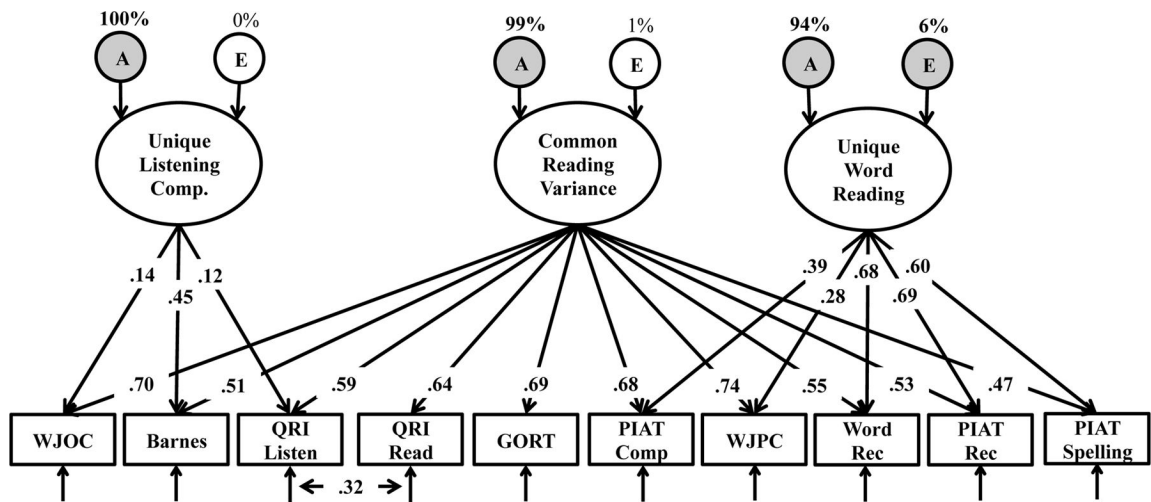 100%
0%
99%
1%
94%
6%
A
E
A
E
A
E
Unique
Listening
Comp.
Common
Reading
Variance
Unique
Word
Reading
.14
.45
.12
.39
.28
.68
.69
.60
.70
.51
.59
.64
.69
.68
.74
.55
.53
.47
WJOC
Barnes
QRI
Listen
QRI
Read
GORT
PIAT
Comp
WJPC
Word
Rec
PIAT
Rec
PIAT
Spelling
.32